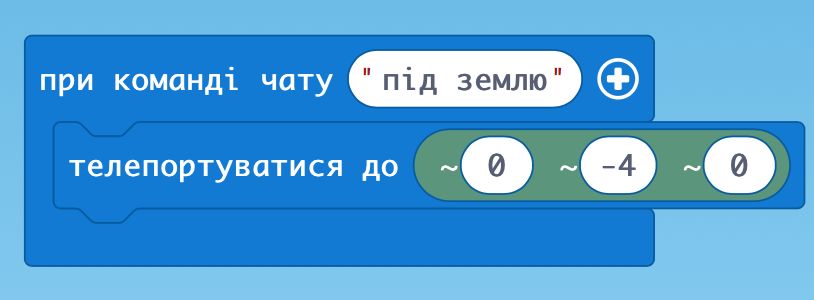 при команді чату "під землю"
телепортуватися до ~ 0 ~ -4 ~ 0